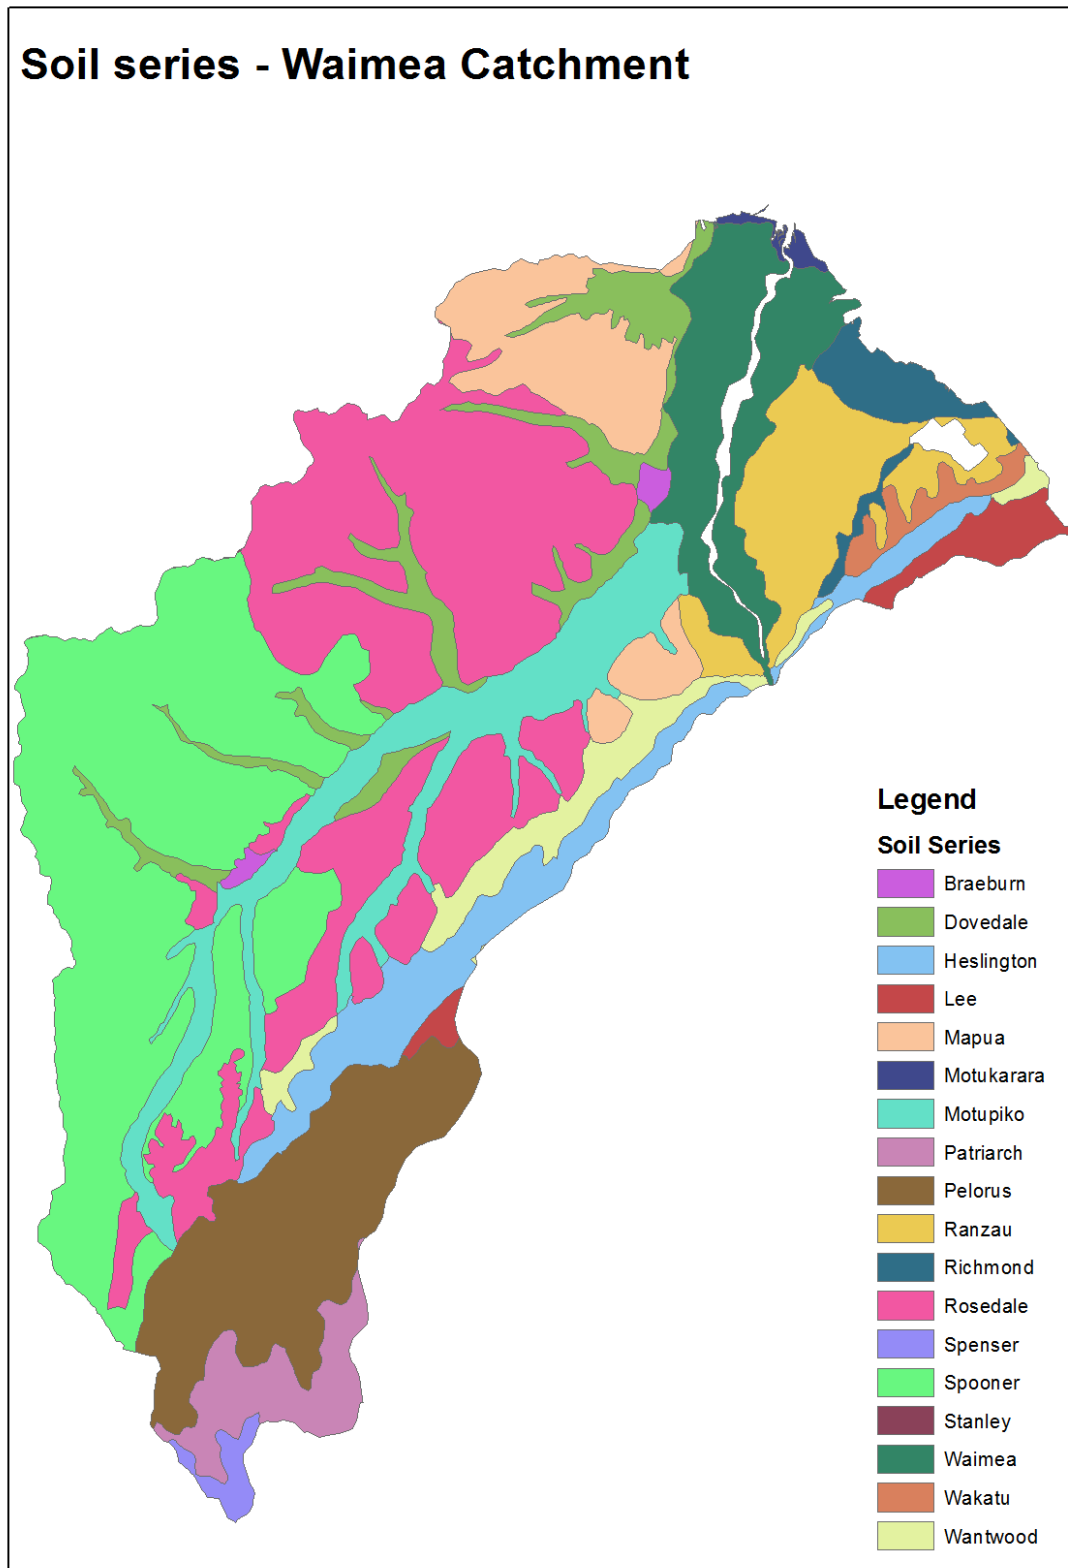 Soil series - Waimea Catchment
Legend
Soil Series
Braeburn
Dovedale
Heslington
Lee
Mapua
Motukarara
Motupiko
Patriarch
Pelorus
Ranzau
Richmond
Rosedale
Spenser
Spooner
Stanley
Waimea
Wakatu
Wantwood